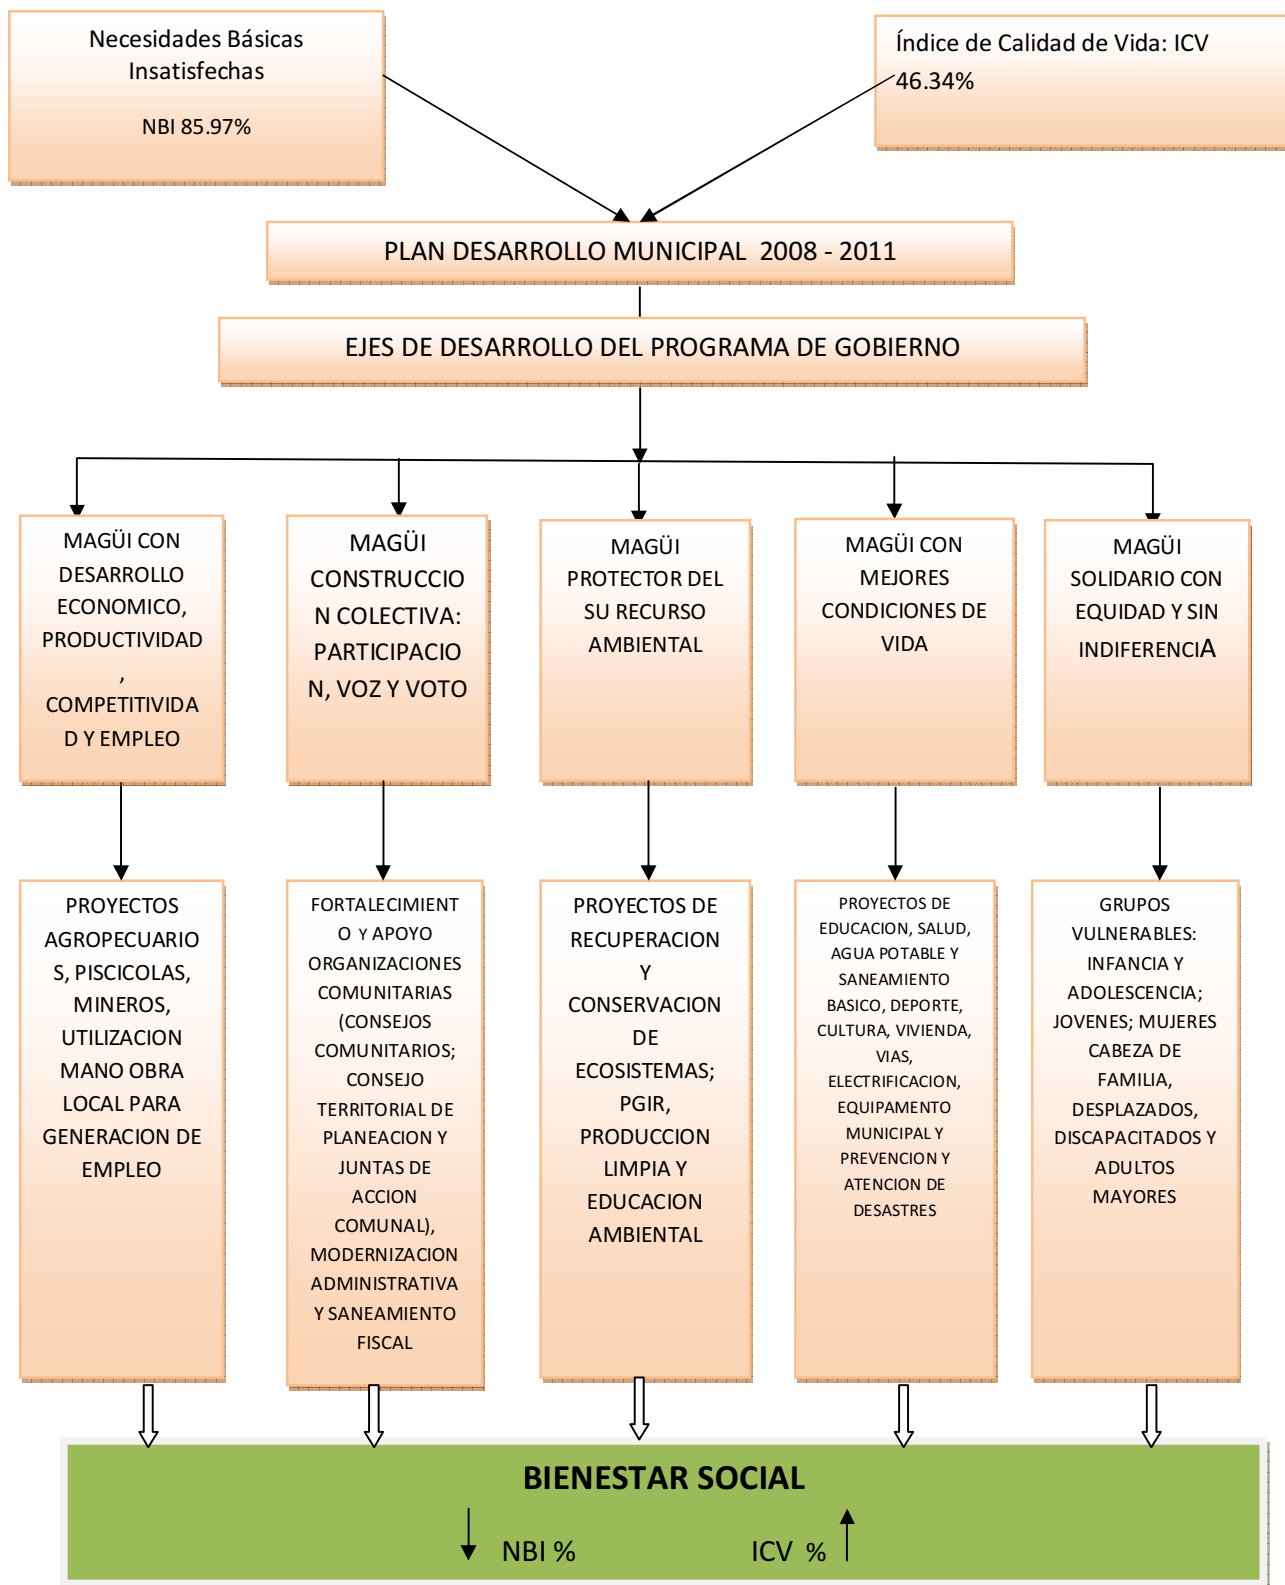 Necesidades Básicas
Insatisfechas
NBI 85.97%
Índice de Calidad de Vida: ICV
46.34%
PLAN DESARROLLO MUNICIPAL 2008 - 2011
EJES DE DESARROLLO DEL PROGRAMA DE GOBIERNO
MAGÜI CON
DESARROLLO
ECONOMICO,
PRODUCTIVIDAD
,
COMPETITIVIDA
D Y EMPLEO
MAGÜI
CONSTRUCCIO
N COLECTIVA:
PARTICIPACIO
N, VOZ Y VOTO
MAGÜI
PROTECTOR DEL
SU RECURSO
AMBIENTAL
MAGÜI CON
MEJORES
CONDICIONES DE
VIDA
MAGÜI
SOLIDARIO CON
EQUIDAD Y SIN
INDIFERENCIA
PROYECTOS
AGROPECUARIO
S, PISCICOLAS,
MINEROS,
UTILIZACION
MANO OBRA
LOCAL PARA
GENERACION DE
EMPLEO
FORTALECIMIENT
O Y APOYO
ORGANIZACIONES
COMUNITARIAS
(CONSEJOS
COMUNITARIOS;
CONSEJO
TERRITORIAL DE
PLANEACION Y
JUNTAS DE
ACCION
COMUNAL),
MODERNIZACION
ADMINISTRATIVA
Y SANEAMIENTO
FISCAL
PROYECTOS DE
RECUPERACION
Y
CONSERVACION
DE
ECOSISTEMAS;
PGIR,
PRODUCCION
LIMPIA Y
EDUCACION
AMBIENTAL
PROYECTOS DE
EDUCACION, SALUD,
AGUA POTABLE Y
SANEAMIENTO
BASICO, DEPORTE,
CULTURA, VIVIENDA,
VIAS,
ELECTRIFICACION,
EQUIPAMENTO
MUNICIPAL Y
PREVENCION Y
ATENCION DE
DESASTRES
GRUPOS
VULNERABLES:
INFANCIA Y
ADOLESCENCIA;
JOVENES; MUJERES
CABEZA DE
FAMILIA,
DESPLAZADOS,
DISCAPACITADOS Y
ADULTOS
MAYORES
BIENESTAR SOCIAL
NBI % ICV %